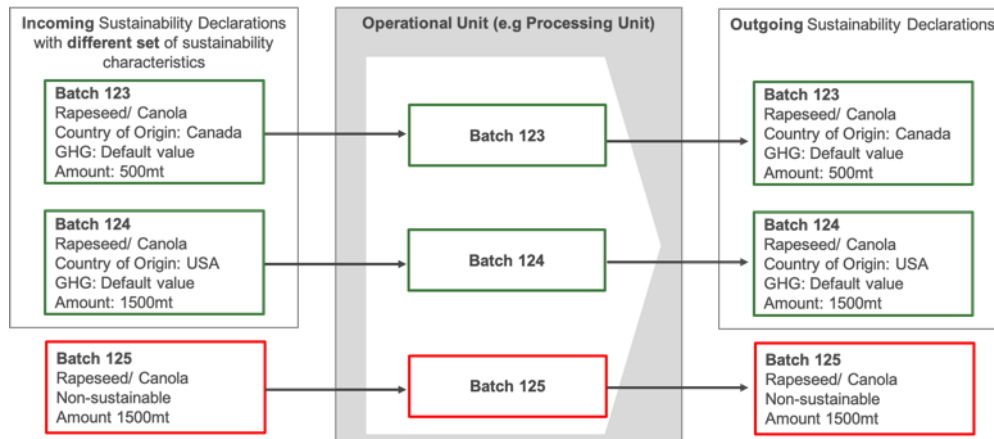 Incoming Sustainability Declarations
with different set of sustainability
characteristics
Batch 123
Rapeseed/ Canola
Country of Origin: Canada
GHG: Default value
Amount: 500mt
Batch 124
Rapeseed/ Canola
Country of Origin: USA
GHG: Default value
Amount: 1500mt
Batch 125
Rapeseed/ Canola
Non-sustainable
Amount 1500mt
Operational Unit (e.g Processing Unit)
Batch 123
Batch 124
Batch 125
Outgoing Sustainability Declarations
Batch 123
Rapeseed/ Canola
Country of Origin: Canada
GHG: Default value
Amount: 500mt
Batch 124
Rapeseed/ Canola
Country of Origin: USA
GHG: Default value
Amount: 1500mt
Batch 125
Rapeseed/ Canola
Non-sustainable
Amount 1500mt